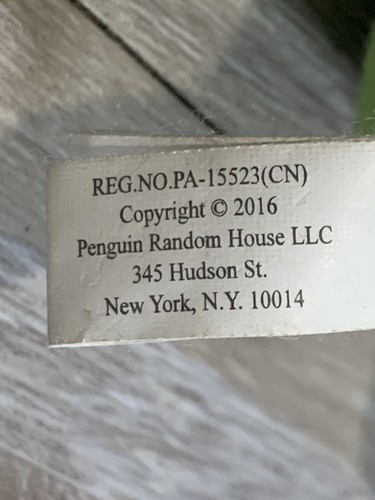 REG.NO.PA-15523(CN)
Copyright © 2016
Penguin Random House LLC
345 Hudson St.
New York, N.Y. 10014